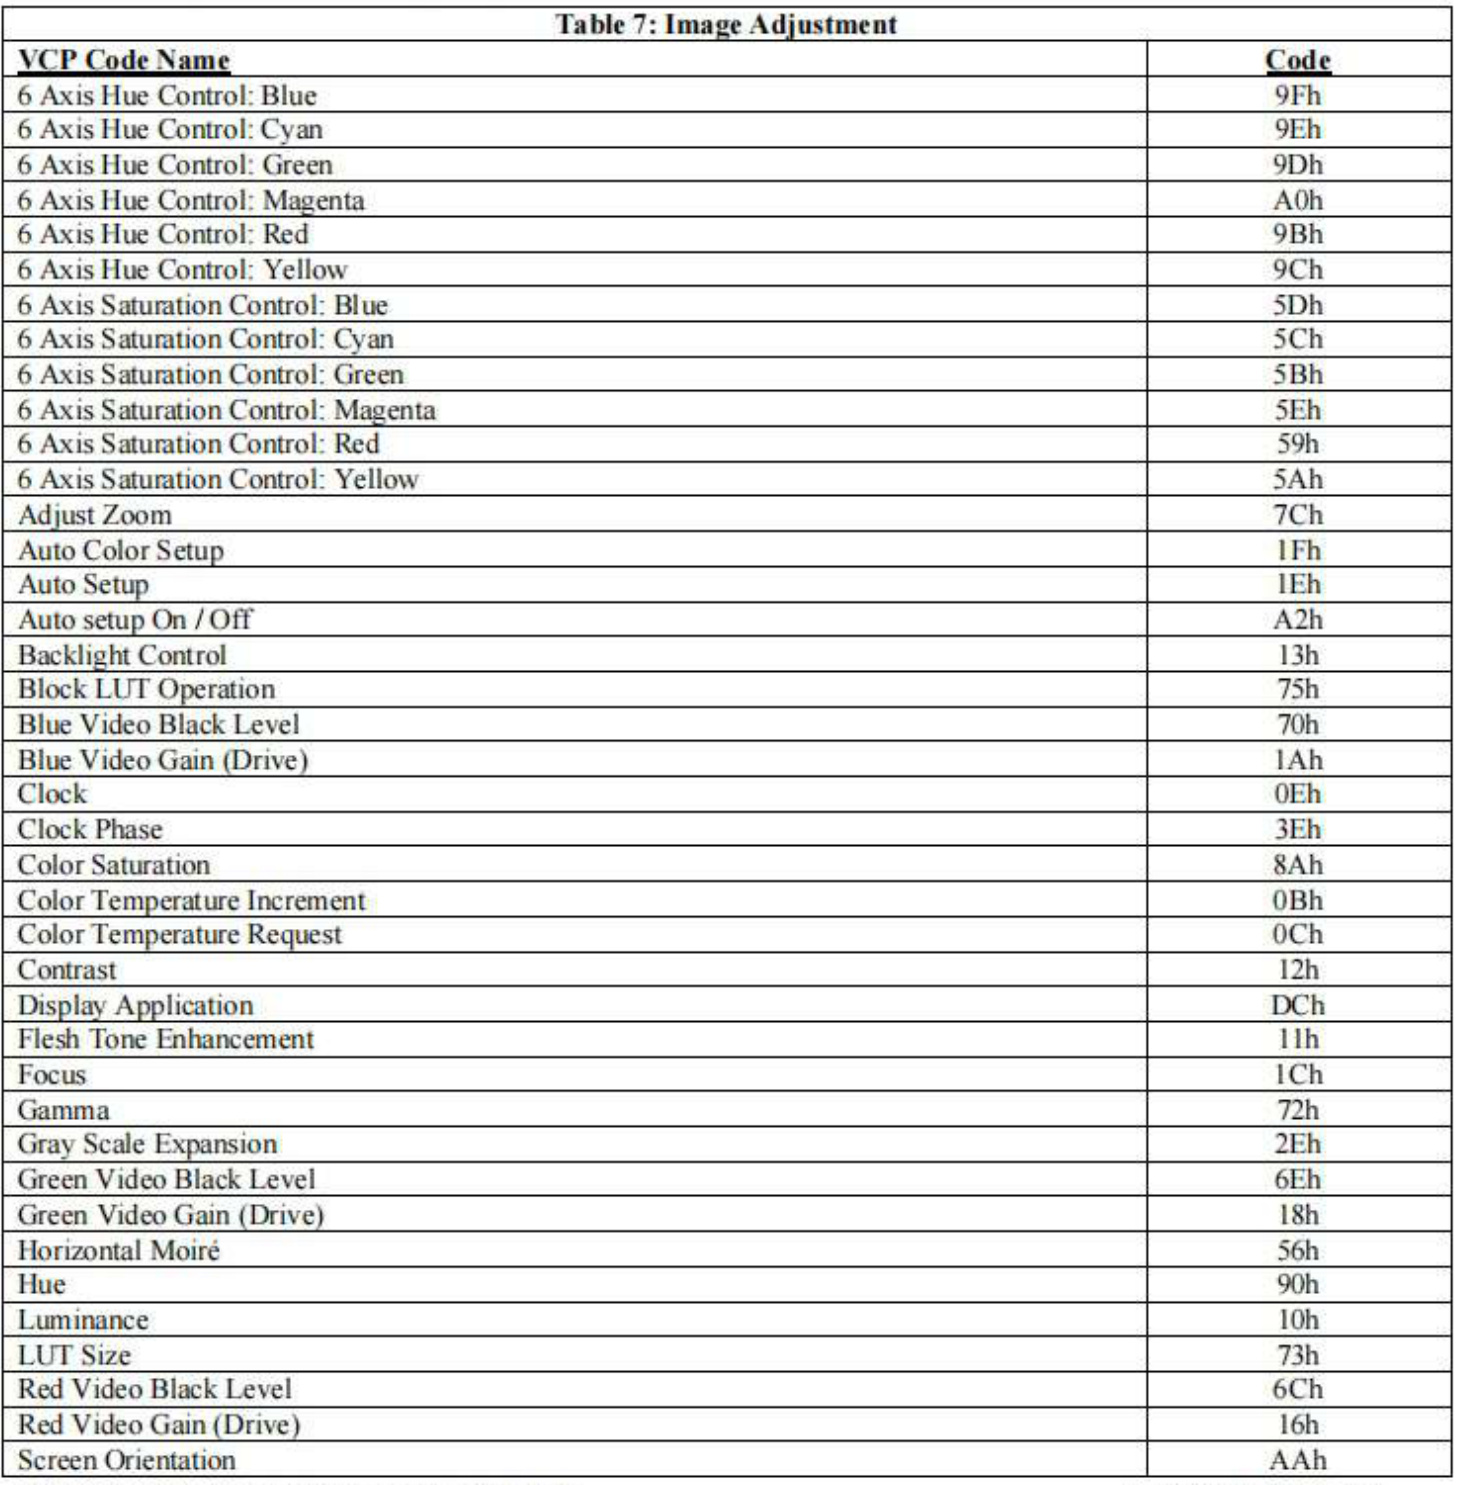 Table 7: Image Adjustment
VCP Code Name Code
6 Axis Hue Control: Blue 9Fh
6 Axis Hue Control: Cyan 9Eh
6 Axis Hue Control: Green 9Dh
6 Axis Hue Control: Magenta A0h
6 Axis Hue Control: Red 9Bh
6 Axis Hue Control: Yellow 9Ch
6 Axis Saturation Control: Blue 5Dh
6 Axis Saturation Control: Cyan 5Ch
6 Axis Saturation Control: Green 5Bh
6 Axis Saturation Control: Magenta 5Eh
6 Axis Saturation Control: Red 59h
6 Axis Saturation Control: Yellow 5Ah
Adjust Zoom 7Ch
Auto Color Setup 1Fh
Auto Setup 1Eh
Auto setup On / Off A2h
Backlight Control 13h
Block LUT Operation 75h
Blue Video Black Level 70h
Blue Video Gain (Drive) 1Ah
Clock 0Eh
Clock Phase 3Eh
Color Saturation 8Ah
Color Temperature Increment 0Bh
Color Temperature Request 0Ch
Contrast 12h
Display Application DCh
Flesh Tone Enhancement 11h
Focus 1Ch
Gamma 72h
Gray Scale Expansion 2Eh
Green Video Black Level 6Eh
Green Video Gain (Drive) 18h
Horizontal Moiré 56h
Hue 90h
Luminance 10h
LUT Size 73h
Red Video Black Level 6Ch
Red Video Gain (Drive) 16h
Screen Orientation AAh